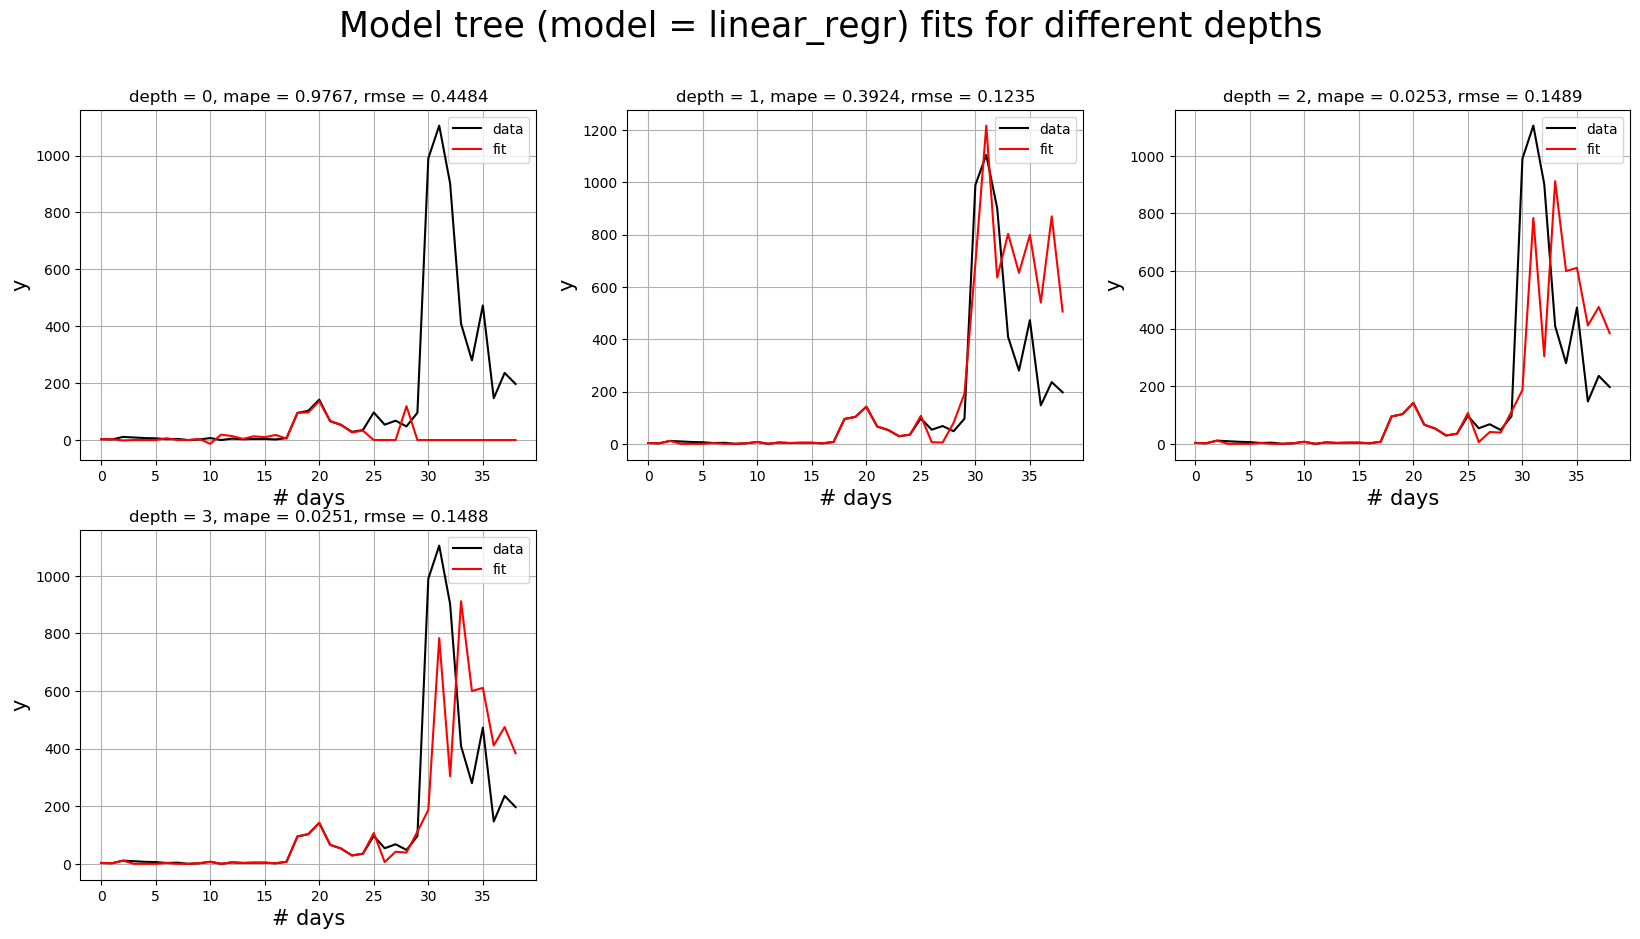 Model tree (model = linear_regr) fits for different depths
depth = 0, mape = 0.9767, rmse = 0.4484
data
fit
1000
800
600
400
200
0
y
0 5 10 15 20 25 30 35
# days
depth = 1, mape = 0.3924, rmse = 0.1235
data
fit
1200
1000
800
600
400
200
0
y
0 5 10 15 20 25 30 35
# days
depth = 2, mape = 0.0253, rmse = 0.1489
data
fit
1000
800
600
400
200
0
y
0 5 10 15 20 25 30 35
# days
depth = 3, mape = 0.0251, rmse = 0.1488
data
fit
1000
800
600
400
200
0
y
0 5 10 15 20 25 30 35
# days